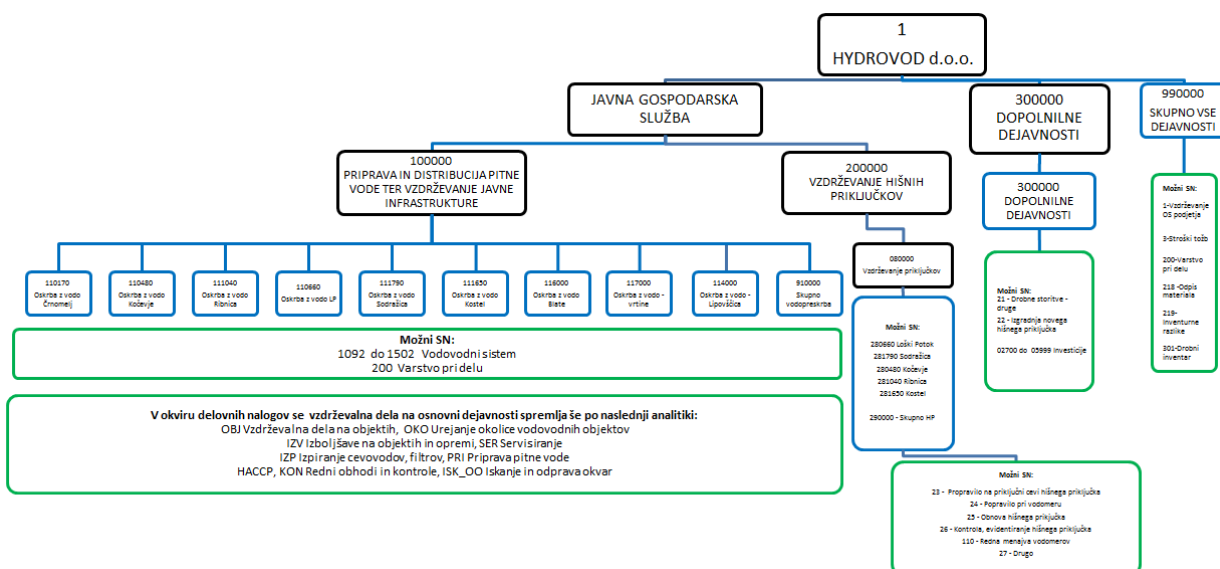 1
HYDROVOD d.o.o.
JAVNA GOSPODARSKA
SLUŽBA
300000
DOPOLNILNE
DEJAVNOSTI
990000
SKUPNO VSE
DEJAVNOSTI
100000
PRIPRAVA IN DISTRIBUCIJA PITNE
VODE TER VZDRŽEVANJE JAVNE
INFRASTRUKTURE
200000
VZDRŽEVANJE HIŠNIH
PRIKLJUČKOV
300000
DOPOLNILNE
DEJAVNOSTI
Možni SN:
1-Vzdrževanje
OS podjetja
3-Stroški tožb
200-Varstvo
pri delu
218 -Odpis
materiala
219-
Inventurne
razlike
301-Drobni
inventar
080000
Vzdrževanje priključkov
110170
Oskrba z vodo
Črnomelj
110480
Oskrba z vodo
Kočevje
111040
Oskrba z vodo
Ribnica
110660
Oskrba z vodo LP
111790
Oskrba z vodo
Sodražica
111630
Oskrba z vodo
Kostel
116000
Oskrba z vodo
Blate
117000
Oskrba z vodo -
vrtine
114000
Oskrba z vodo -
Lipovščica
910000
Skupno
vodopreskrba
Možni SN:
21 - Drobne storitve -
druge
22 - Izgradnja novega
hišnega priključka
02700 do 05999 Investicije
Možni SN:
1092 do 1502 Vodovodni sistem
200 Varstvo pri delu
Možni SN:
280660 Loški Potok
281790 Sodražica
280480 Kočevje
281040 Ribnica
281630 Kostel
290000 - Skupno HP
V okviru delovnih nalogov se vzdrževalna dela na osnovni dejavnosti spremlja še po naslednji analitiki:
OBJ Vzdrževalna dela na objektih, OKO Urejanje okolice vodovodnih objektov
IZV Izboljšave na objektih in opremi, SER Servisiranje
IZP Izpiranje cevovodov, filtrov, PRI Priprava pitne vode
HACCP, KON Redni obhodi in kontrole, ISK_OO Iskanje in odprava okvar
Možni SN:
23 - Propravilo na priključni cevi hišnega priključka
24 - Popravilo pri vodomeru
25 - Obnova hišnega prikjučka
26 - Kontrola, evidentiranje hišnega priključka
110 - Redna menajva vodomerov
27 - Drugo